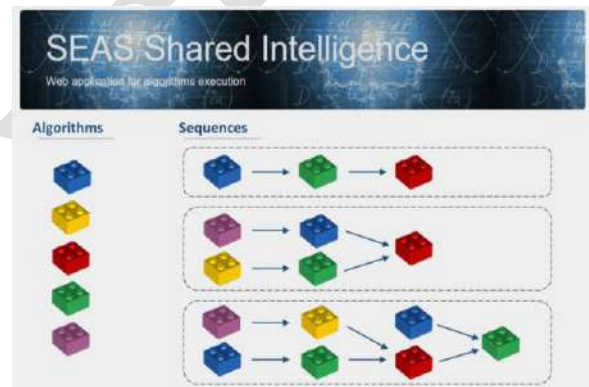 SEAS Shared Intelligence
Web application for algorithms execution
Algorithms
Sequences